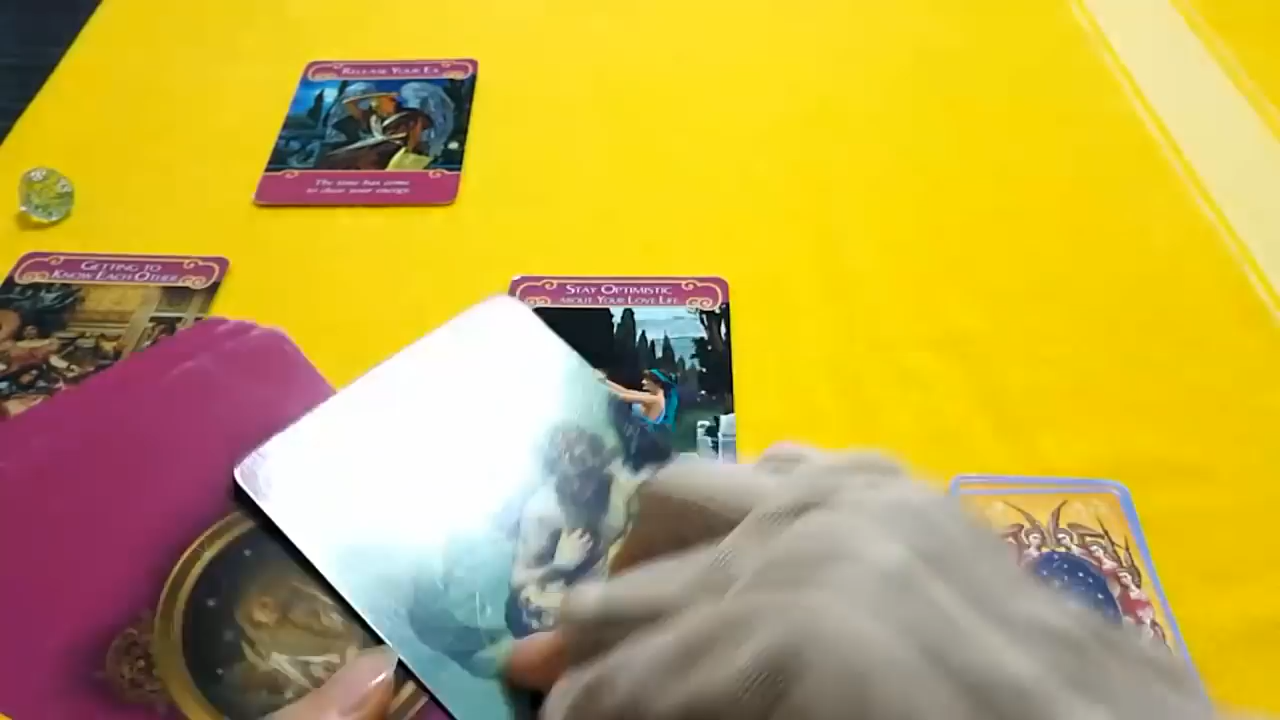 RELEASE YOUR EX
The time has come
to clear your energy.
GETTING TO
KNOW EACH OTHER
STAY OPTIMISTIC
ABOUT YOUR LOVE LIFE